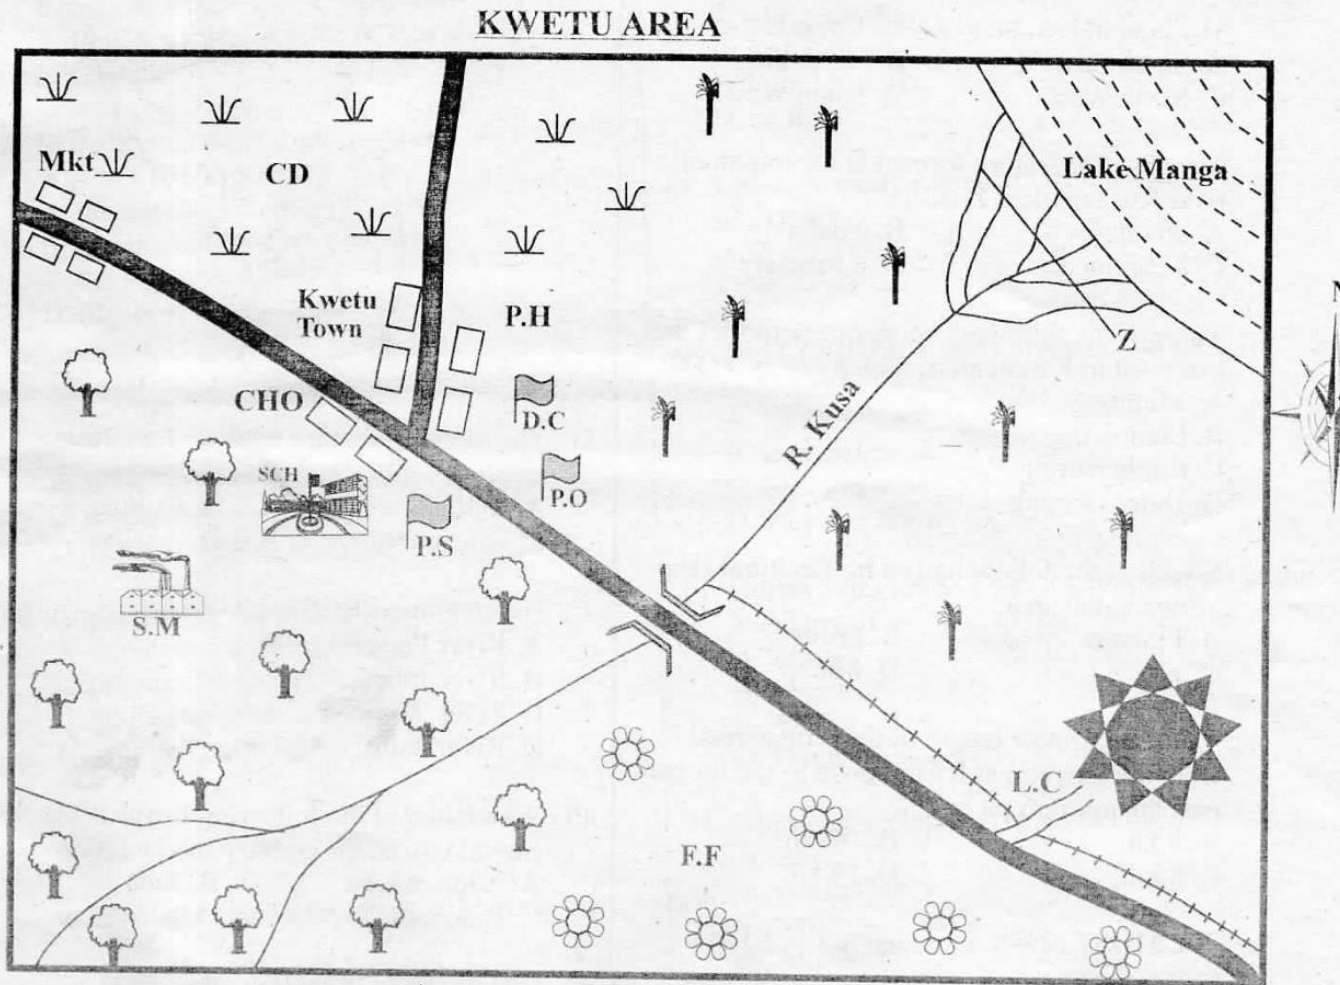 KWETU AREA
Mkt
CD
Lake Manga
Kwetu
Town
P.H
Z
CHO
D.C
R. Kusa
SCH
P.O
P.S
S.M
L.C
F.F
N